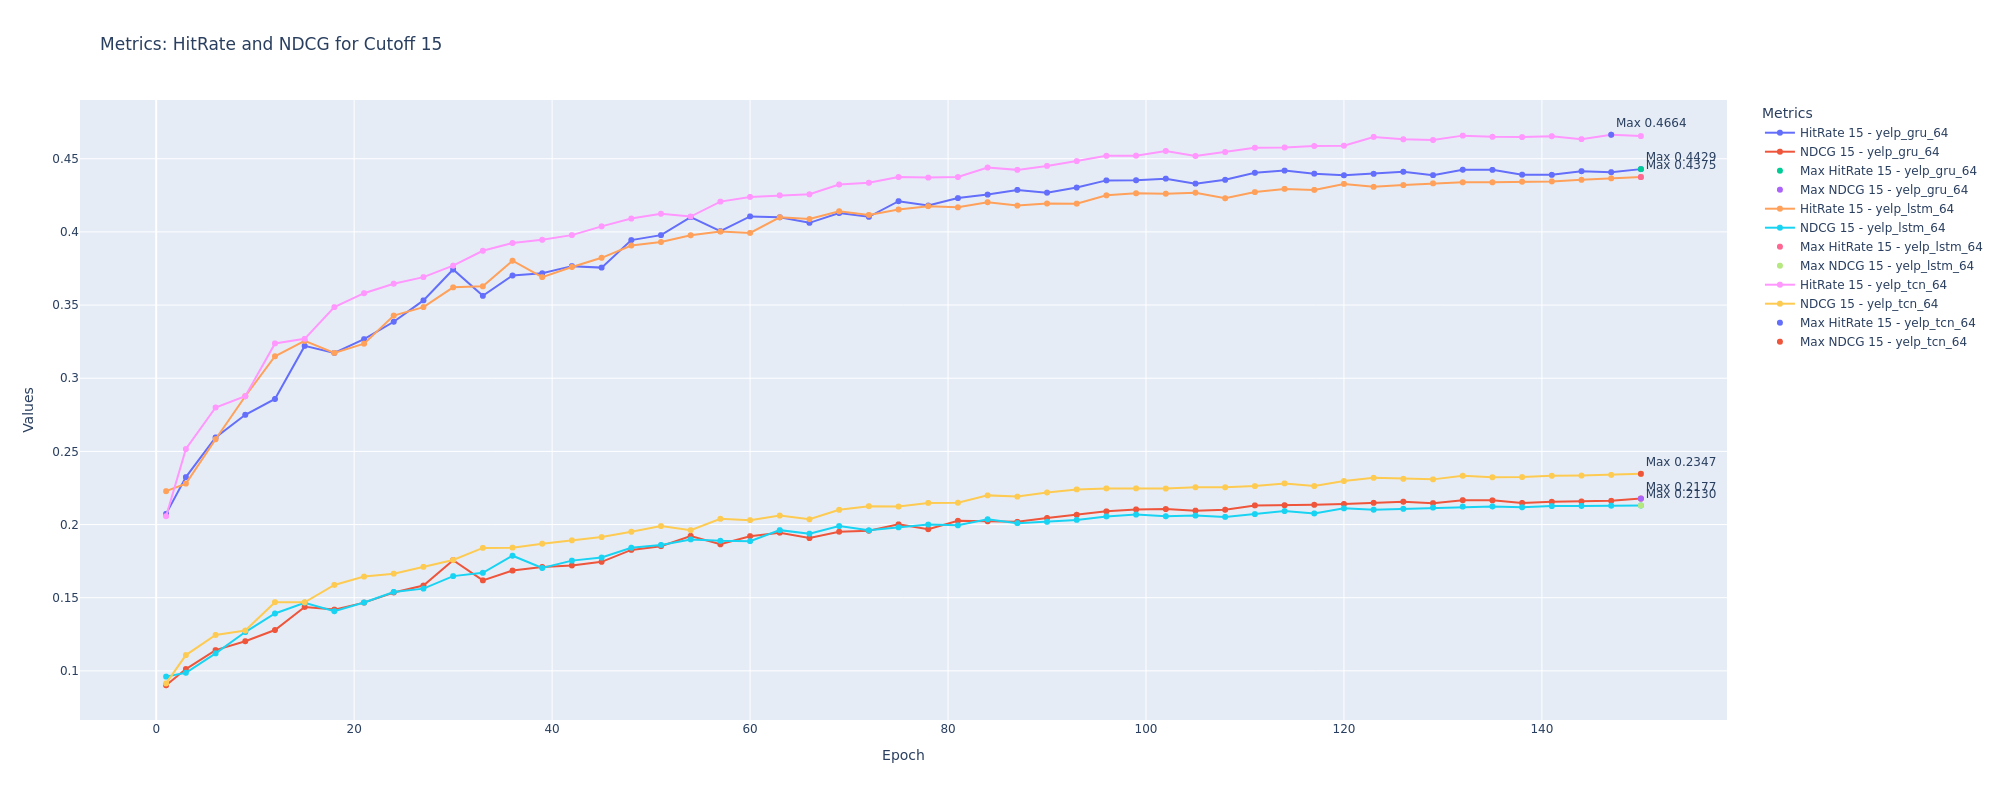 Metrics: HitRate and NDCG for Cutoff 15
Values
0.45
0.4
0.35
0.3
0.25
0.2
0.15
0.1
0
20
40
60
80
100
120
140
Epoch
Max 0.4664
Max 0.4429
Max 0.4375
Max 0.2347
Max 0.2177
Max 0.2130
Metrics
HitRate 15 - yelp_gru_64
NDCG 15 - yelp_gru_64
Max HitRate 15 - yelp_gru_64
Max NDCG 15 - yelp_gru_64
HitRate 15 - yelp_lstm_64
NDCG 15 - yelp_lstm_64
Max HitRate 15 - yelp_lstm_64
Max NDCG 15 - yelp_lstm_64
HitRate 15 - yelp_tcn_64
NDCG 15 - yelp_tcn_64
Max HitRate 15 - yelp_tcn_64
Max NDCG 15 - yelp_tcn_64